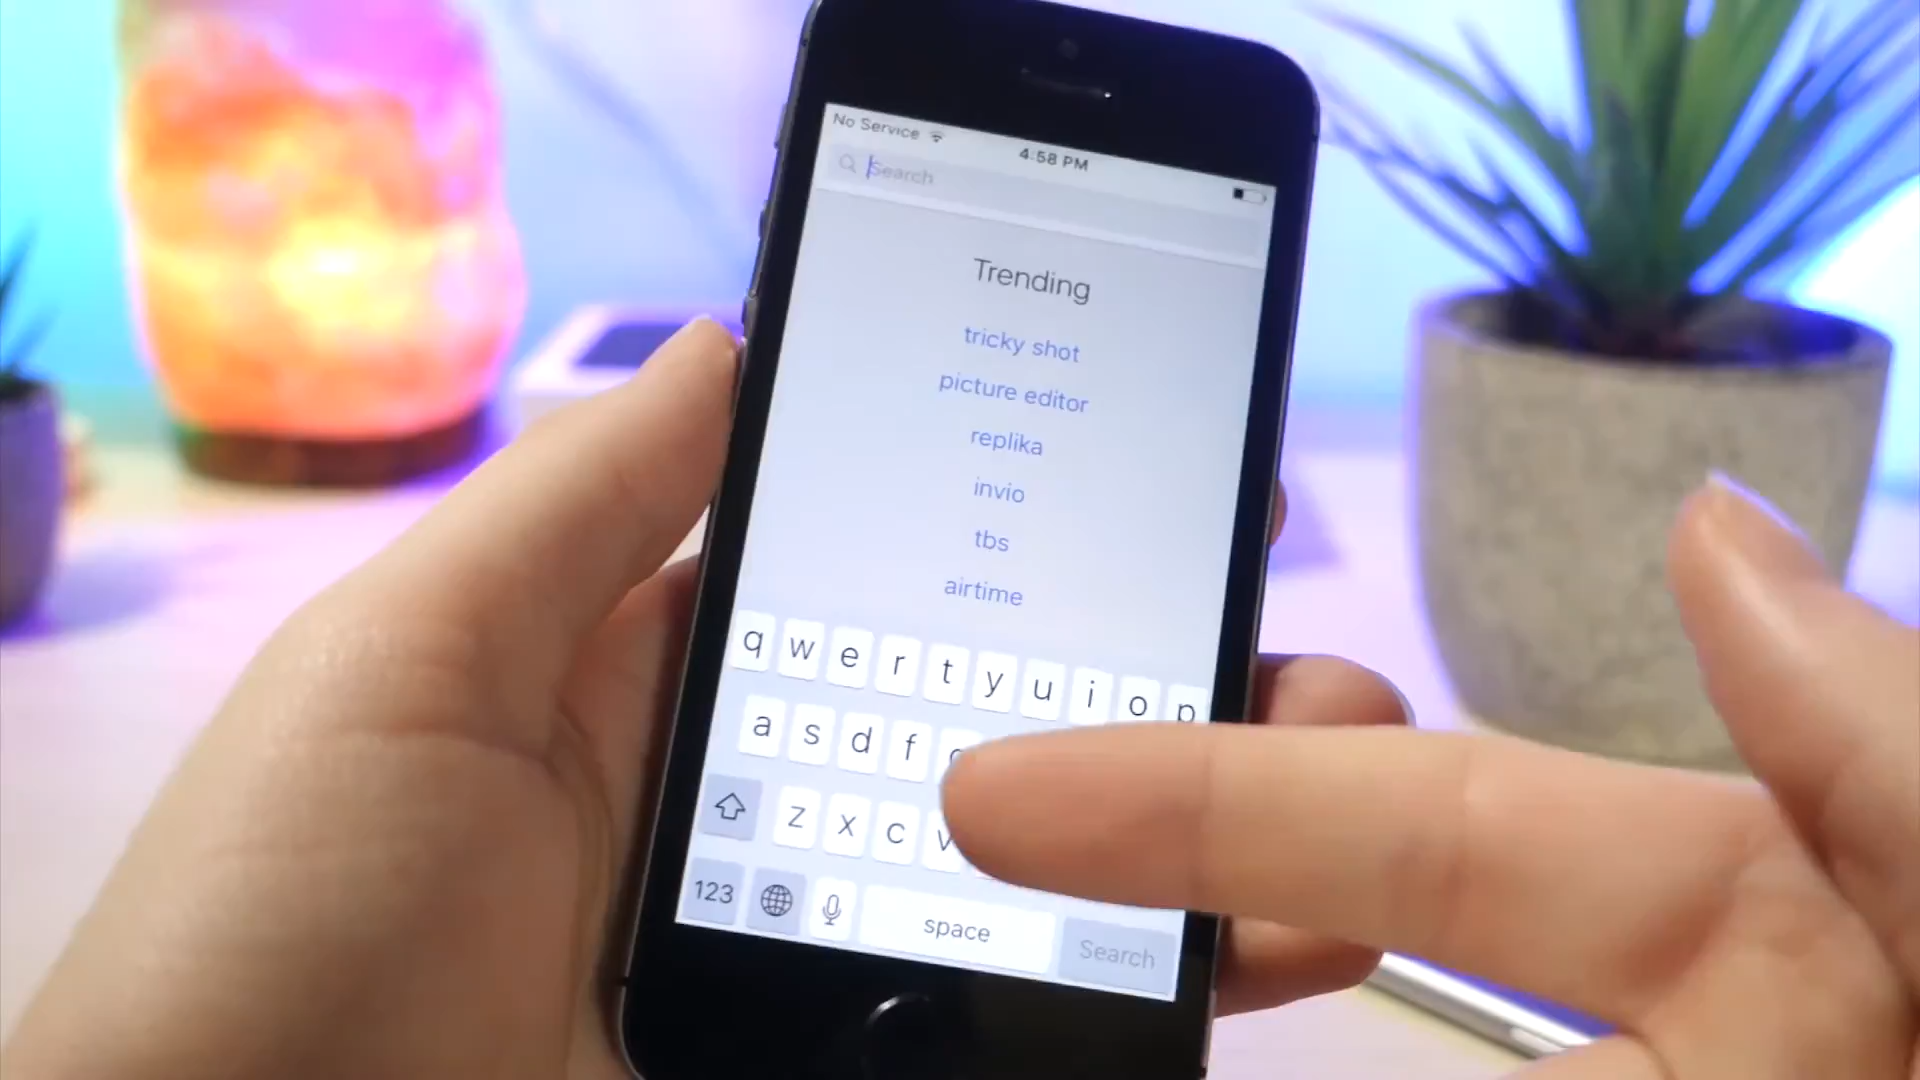 No Service
4:58 PM
Search
Trending
tricky shot
picture editor
replika
invio
tbs
airtime
q w e r t y u i o p
a s d f
z x c v
123 space Search